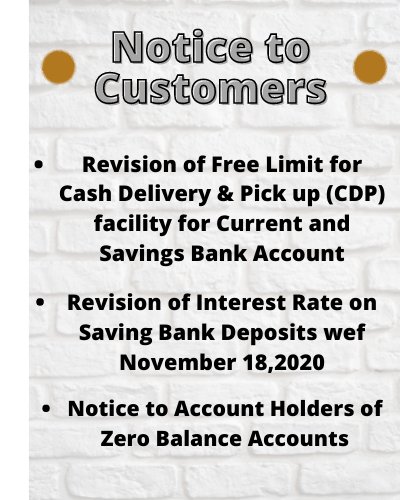 Notice to
Customers
• Revision of Free Limit for
Cash Delivery & Pick up (CDP)
facility for Current and
Savings Bank Account
• Revision of Interest Rate on
Saving Bank Deposits wef
November 18,2020
• Notice to Account Holders of
Zero Balance Accounts